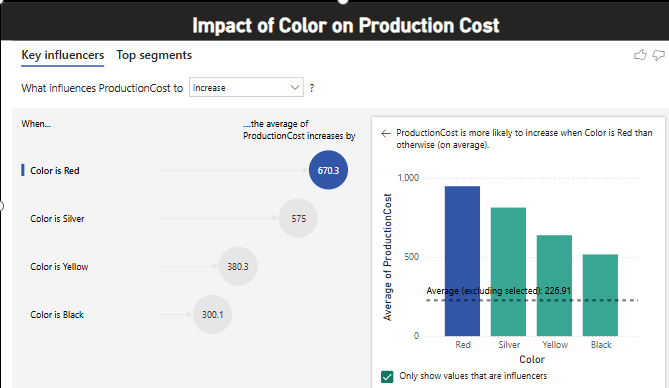 Impact of Color on Production Cost
Key influencers Top segments
What influences ProductionCost to Increase ?
When...
...the average of
ProductionCost increases by
Color is Red 670.3
Color is Silver 575
Color is Yellow 380.3
Color is Black 300.1
← ProductionCost is more likely to increase when Color is Red than
otherwise (on average).
Average of ProductionCost
1,000
500
0
Average (excluding selected): 226.91
Red Silver Yellow Black
Color
Only show values that are influencers